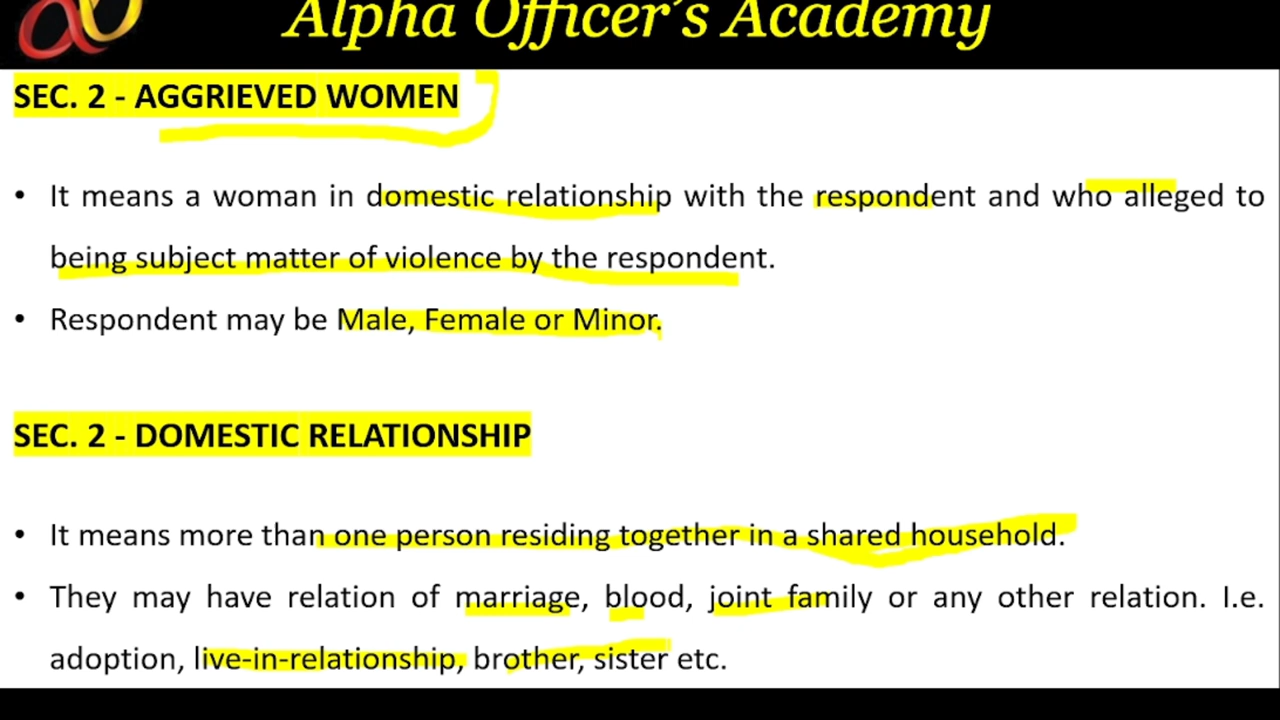 Alpha Officer's Academy
SEC. 2 - AGGRIEVED WOMEN
• It means a woman in domestic relationship with the respondent and who alleged to
being subject matter of violence by the respondent.
• Respondent may be Male, Female or Minor.
SEC. 2 - DOMESTIC RELATIONSHIP
• It means more than one person residing together in a shared household.
• They may have relation of marriage, blood, joint family or any other relation. I.e.
adoption, live-in-relationship, brother, sister etc.